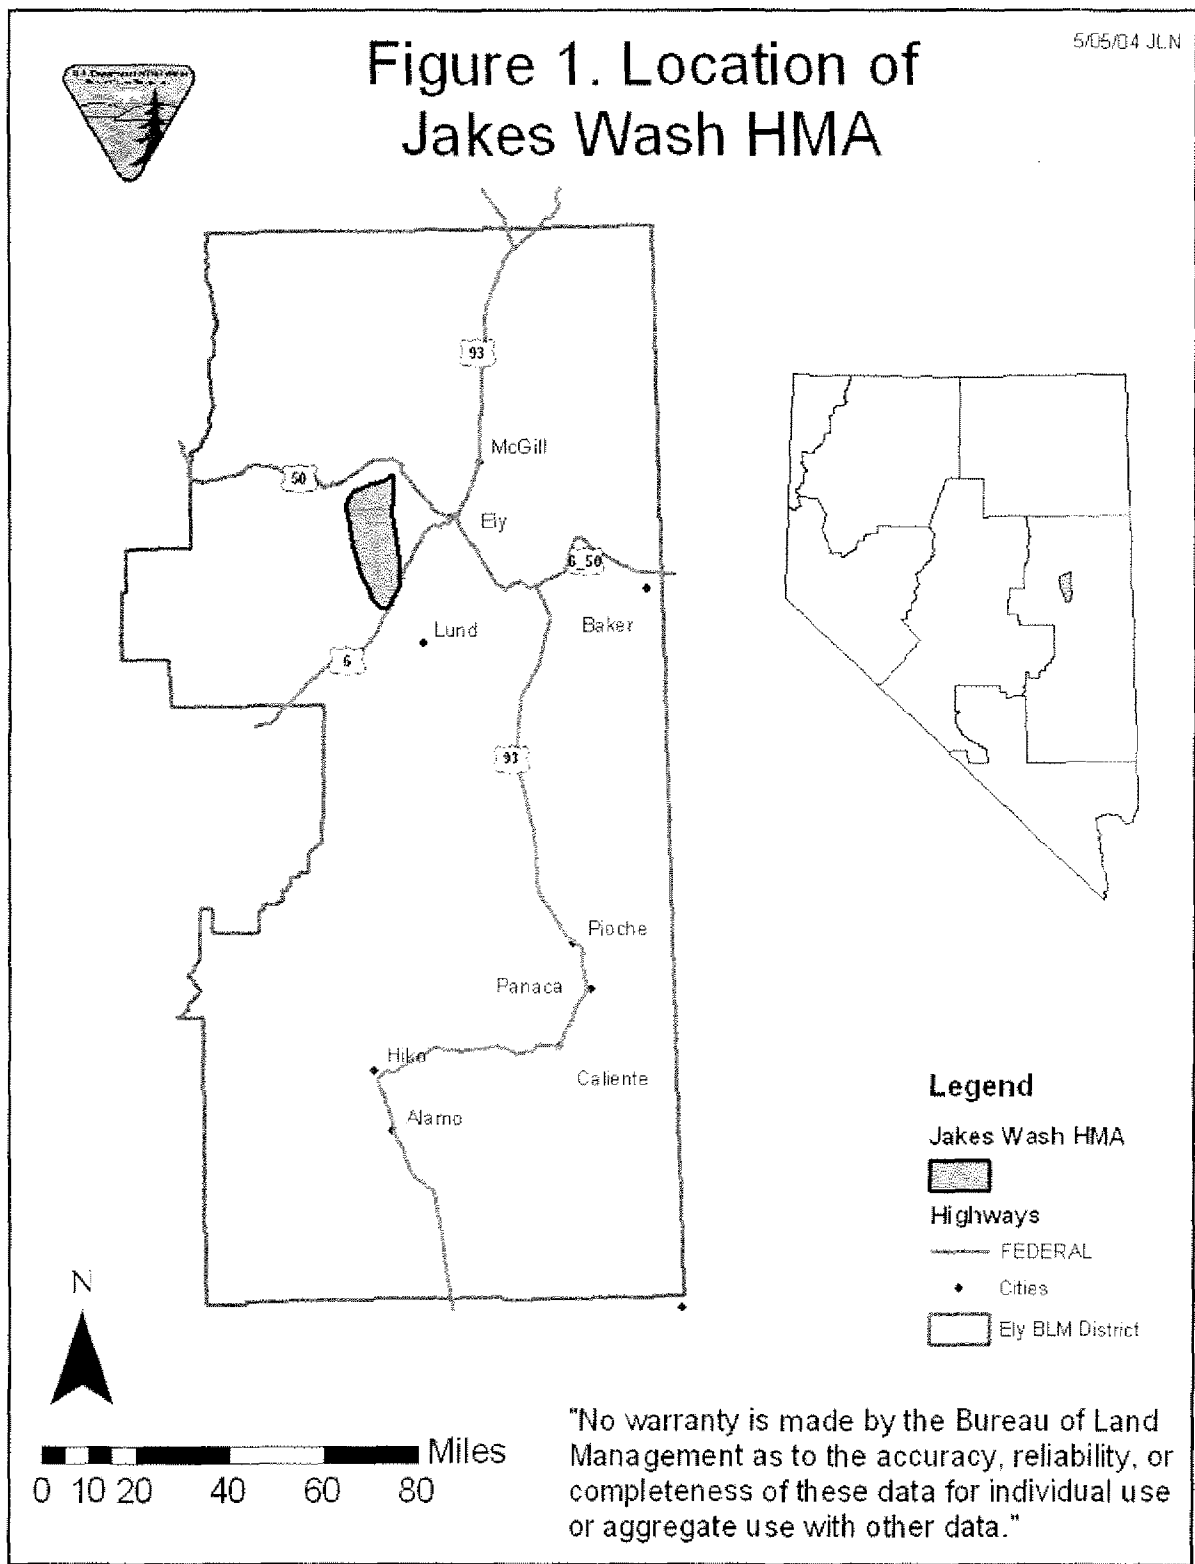 5/05/04 JLN
Figure 1. Location of
Jakes Wash HMA
93
McGill
50
Ely
6_50
Baker
Lund
6
93
Pioche
Panaca
Hiko
Caliente
Alamo
Legend
Jakes Wash HMA
Highways
FEDERAL
Cities
Ely BLM District
N
Miles
0 10 20 40 60 80
"No warranty is made by the Bureau of Land
Management as to the accuracy, reliability, or
completeness of these data for individual use
or aggregate use with other data."